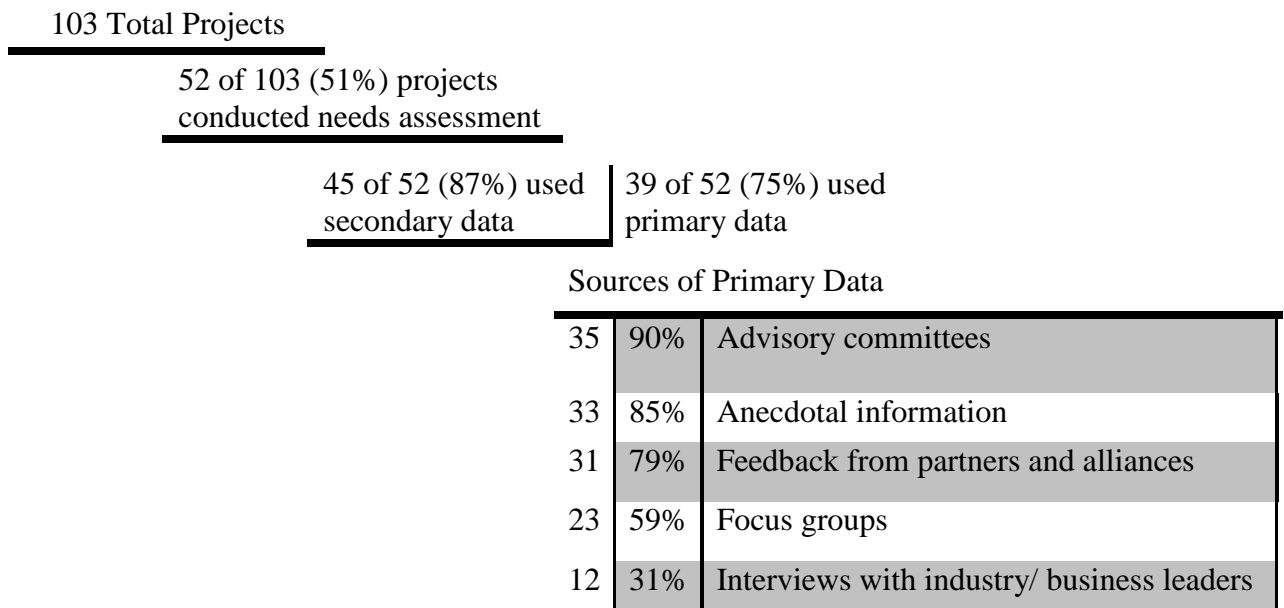 103 Total Projects
52 of 103 (51%) projects
conducted needs assessment
45 of 52 (87%) used
secondary data
39 of 52 (75%) used
primary data
Sources of Primary Data
35 90% Advisory committees
33 85% Anecdotal information
31 79% Feedback from partners and alliances
23 59% Focus groups
12 31% Interviews with industry/ business leaders